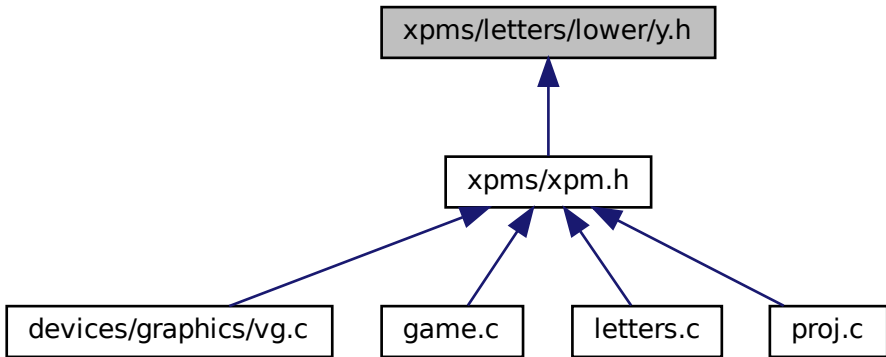 xpms/letters/lower/y.h
xpms/xpm.h
devices/graphics/vg.c
game.c
letters.c
proj.c